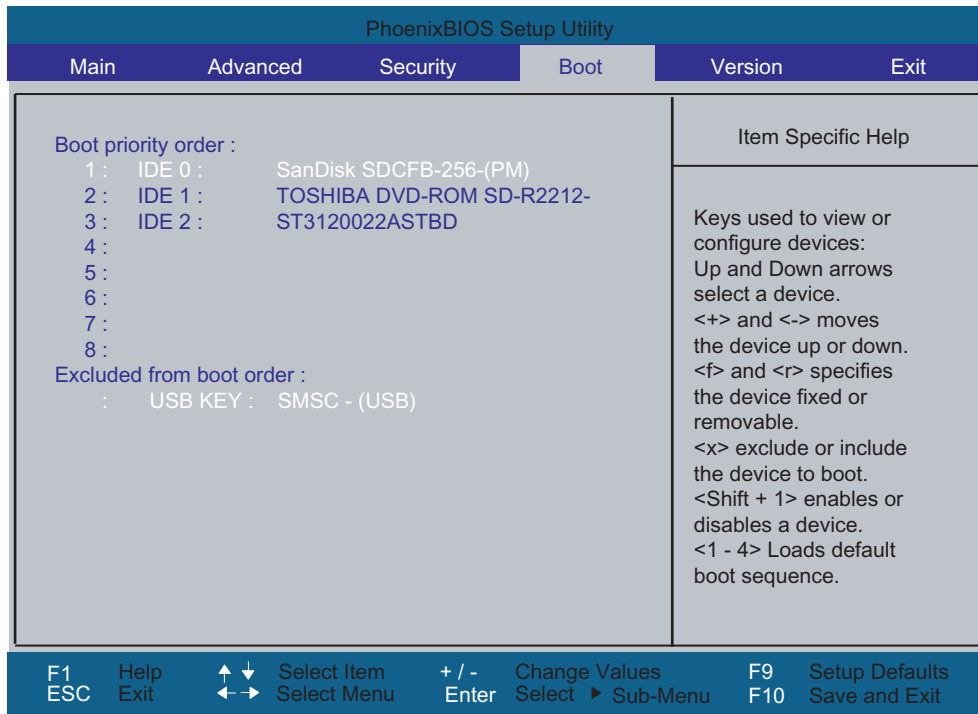 PhoenixBIOS Setup Utility
Main Advanced Security Boot Version Exit
Boot priority order :
1 : IDE 0 : SanDisk SDCFB-256-(PM)
2 : IDE 1 : TOSHIBA DVD-ROM SD-R2212-
3 : IDE 2 : ST3120022ASTBD
4 :
5 :
6 :
7 :
8 :
Excluded from boot order :
: USB KEY : SMSC - (USB)
Item Specific Help
Keys used to view or
configure devices:
Up and Down arrows
select a device.
<+> and <-> moves
the device up or down.
<f> and <r> specifies
the device fixed or
removable.
<x> exclude or include
the device to boot.
<Shift + 1> enables or
disables a device.
<1 - 4> Loads default
boot sequence.
F1 Help Select Item + / - Change Values F9 Setup Defaults
ESC Exit Select Menu Enter Select Sub-Menu F10 Save and Exit